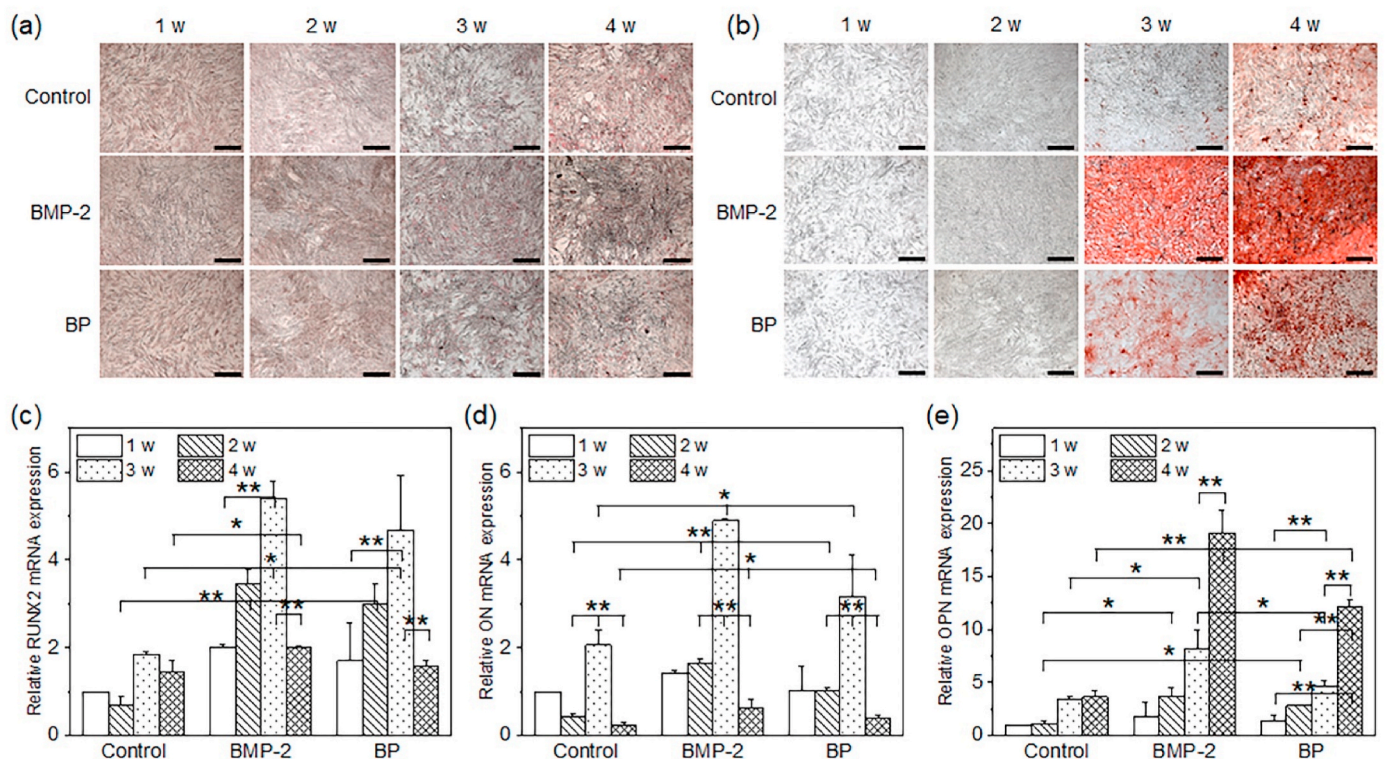 (a) 1 w 2 w 3 w 4 w
Control
BMP-2
BP
(b) 1 w 2 w 3 w 4 w
Control
BMP-2
BP
(c)
Relative RUNX2 mRNA expression
6
4
2
0
1 w 2 w
3 w 4 w
**
*
**
*
**
**
**
Control BMP-2 BP
(d)
Relative ON mRNA expression
6
4
2
0
1 w 2 w
3 w 4 w
*
**
*
**
**
**
Control BMP-2 BP
(e)
Relative OPN mRNA expression
25
20
15
10
5
0
1 w 2 w
3 w 4 w
**
**
**
*
**
*
*
**
*
**
Control BMP-2 BP